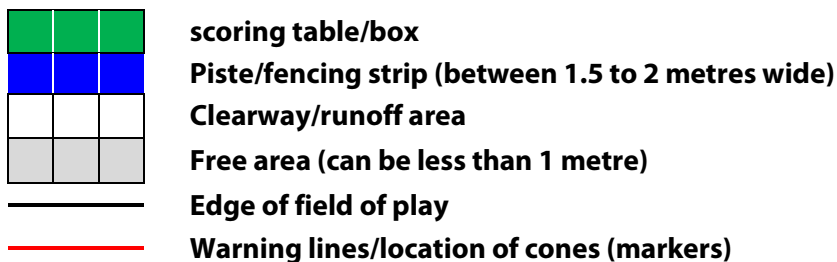 scoring table/box
Piste/fencing strip (between 1.5 to 2 metres wide)
Clearway/runoff area
Free area (can be less than 1 metre)
Edge of field of play
Warning lines/location of cones (markers)